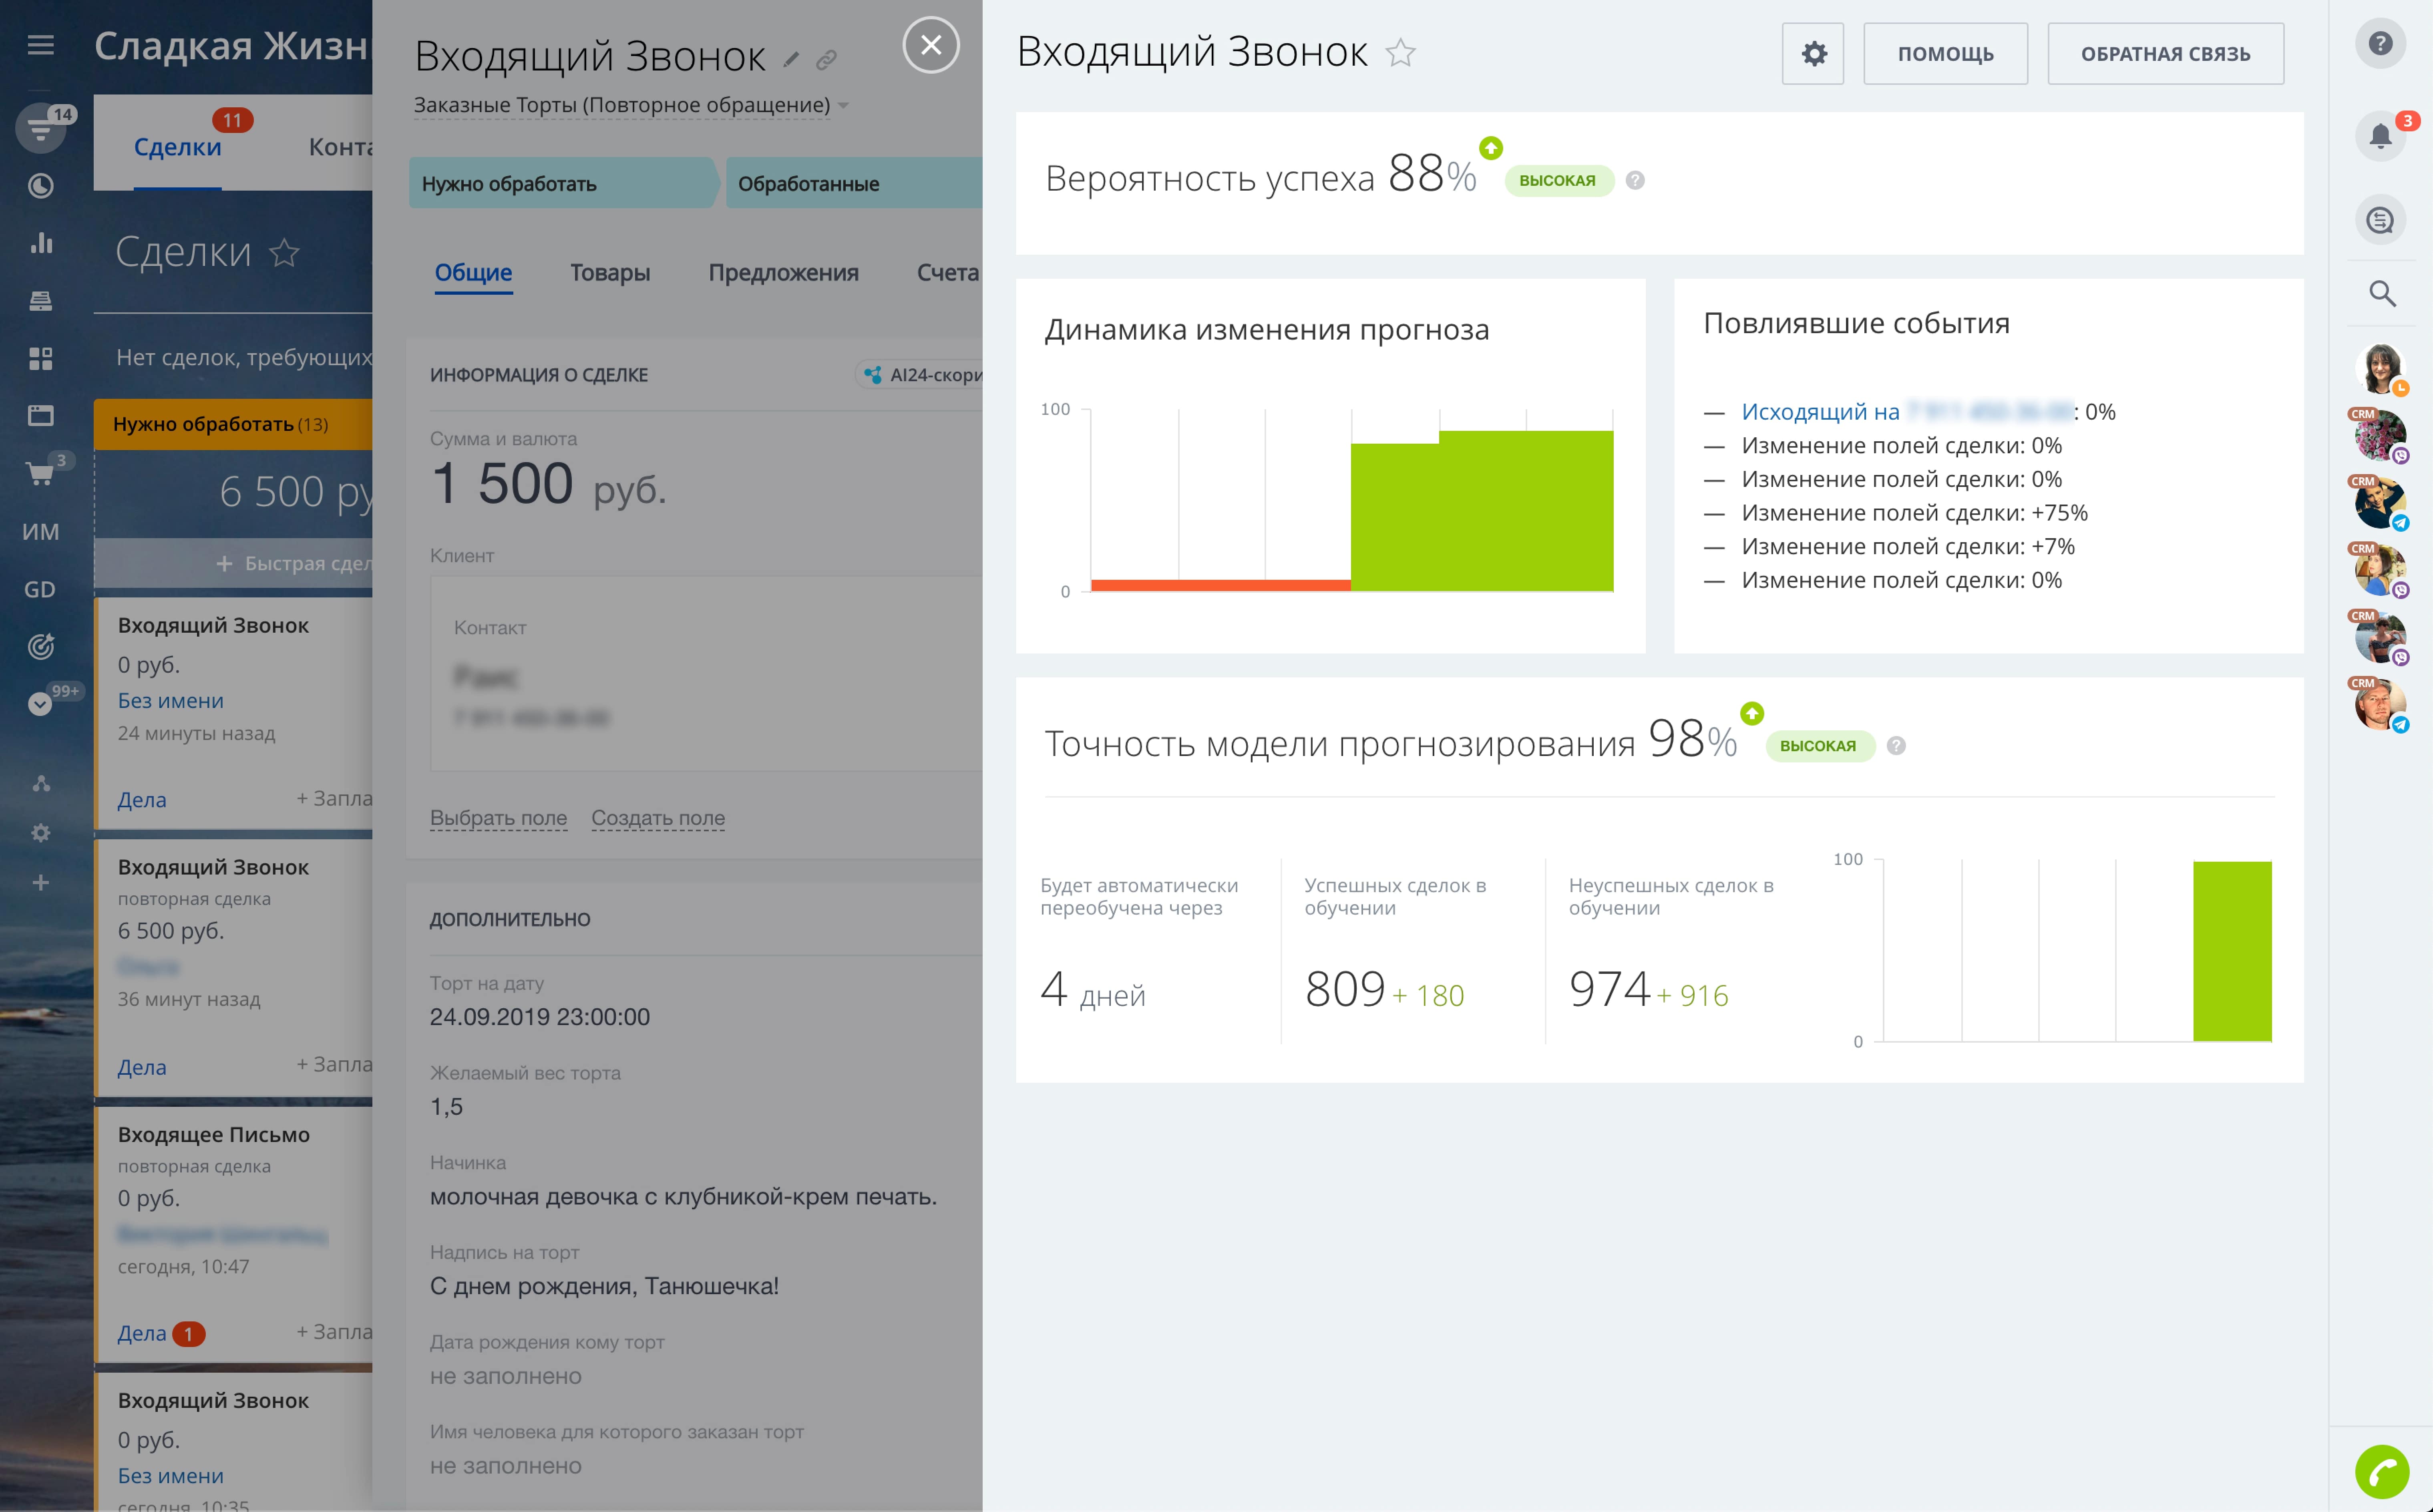 Сладкая Жизн
14
11
Сделки
Конта
Сделки
Нет сделок, требующих
Нужно обработать (13)
6 500 ру
+ Быстрая сдел
3
ИМ
GD
99+
Входящий Звонок
0 руб.
Без имени
24 минуты назад
Дела
+ Запла
Входящий Звонок
повторная сделка
6 500 руб.
36 минут назад
Дела
+ Запла
Входящее Письмо
повторная сделка
0 руб.
сегодня, 10:47
Дела 1
+ Запла
Входящий Звонок
0 руб.
Без имени
сегодня, 10:35
Входящий Звонок
Заказные Торты (Повторное обращение)
Нужно обработать
Обработанные
Общие
Товары
Предложения
Счета
ИНФОРМАЦИЯ О СДЕЛКЕ
AI24-скори
Сумма и валюта
1 500 руб.
Клиент
Контакт
Выбрать поле
Создать поле
ДОПОЛНИТЕЛЬНО
Торт на дату
24.09.2019 23:00:00
Желаемый вес торта
1,5
Начинка
молочная девочка с клубникой-крем печать.
Надпись на торт
С днем рождения, Танюшечка!
Дата рождения кому торт
не заполнено
Имя человека для которого заказан торт
не заполнено
Входящий Звонок
ПОМОЩЬ
ОБРАТНАЯ СВЯЗЬ
Вероятность успеха 88%
ВЫСОКАЯ
?
Динамика изменения прогноза
100
0
Повлиявшие события
— Исходящий на : 0%
— Изменение полей сделки: 0%
— Изменение полей сделки: 0%
— Изменение полей сделки: +75%
— Изменение полей сделки: +7%
— Изменение полей сделки: 0%
Точность модели прогнозирования 98%
ВЫСОКАЯ
?
Будет автоматически
переобучена через
4 дней
Успешных сделок в
обучении
809 + 180
Неуспешных сделок в
обучении
974 + 916
100
0
?
3
CRM
CRM
CRM
CRM
CRM